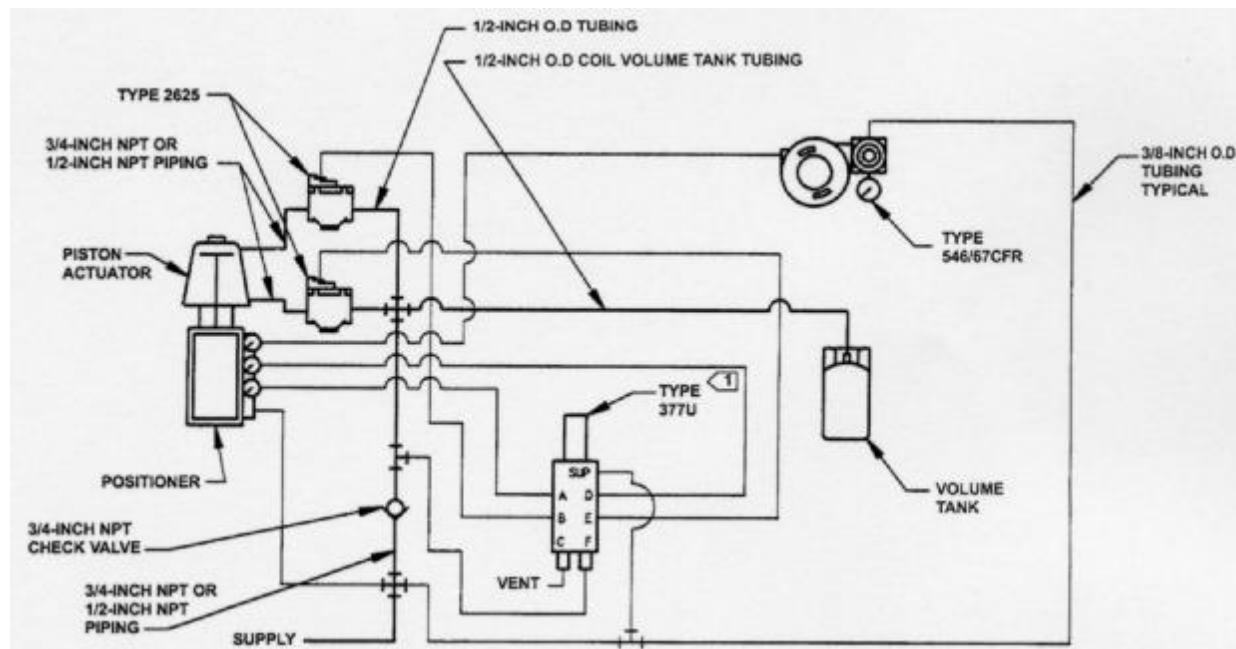 1/2-INCH O.D TUBING
1/2-INCH O.D COIL VOLUME TANK TUBING
TYPE 2625
3/4-INCH NPT OR
1/2-INCH NPT PIPING
3/8-INCH O.D
TUBING
TYPICAL
TYPE
546/67CFR
PISTON
ACTUATOR
1
TYPE
377U
SUP
A D
B E
C F
POSITIONER
VOLUME
TANK
3/4-INCH NPT
CHECK VALVE
VENT
3/4-INCH NPT OR
1/2-INCH NPT
PIPING
SUPPLY